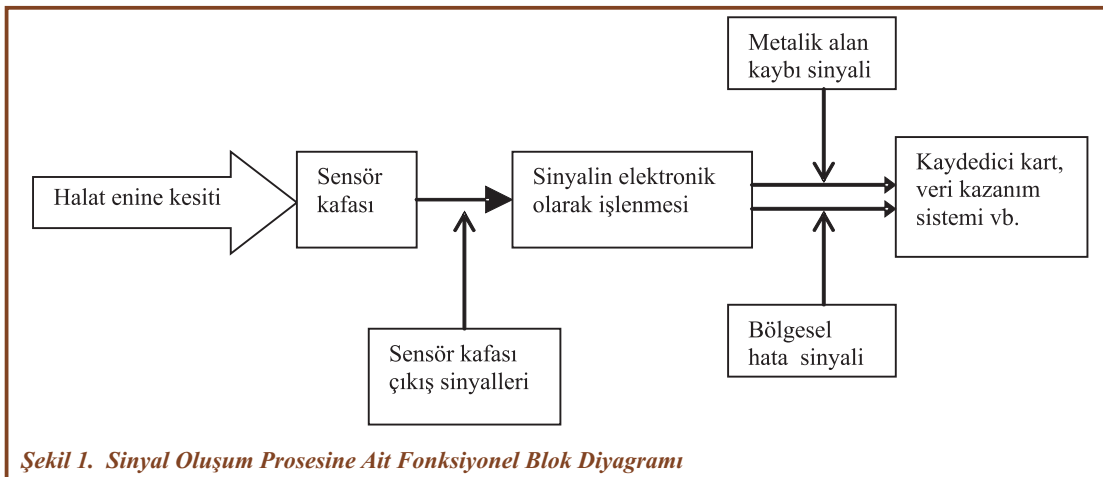 Metalik alan
kaybı sinyali
Halat enine kesiti
Sensör
kafası
Sinyalin elektronik
olarak işlenmesi
Kaydedici kart,
veri kazanım
sistemi vb.
Sensör kafası
çıkış sinyalleri
Bölgesel
hata sinyali
Şekil 1. Sinyal Oluşum Prosesine Ait Fonksiyonel Blok Diyagramı